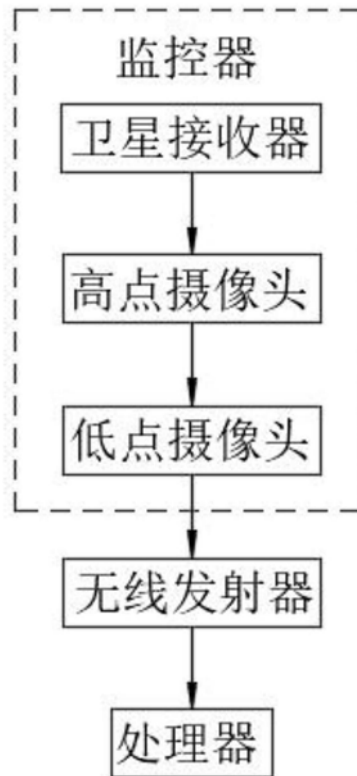 监控器
卫星接收器
高点摄像头
低点摄像头
无线发射器
处理器